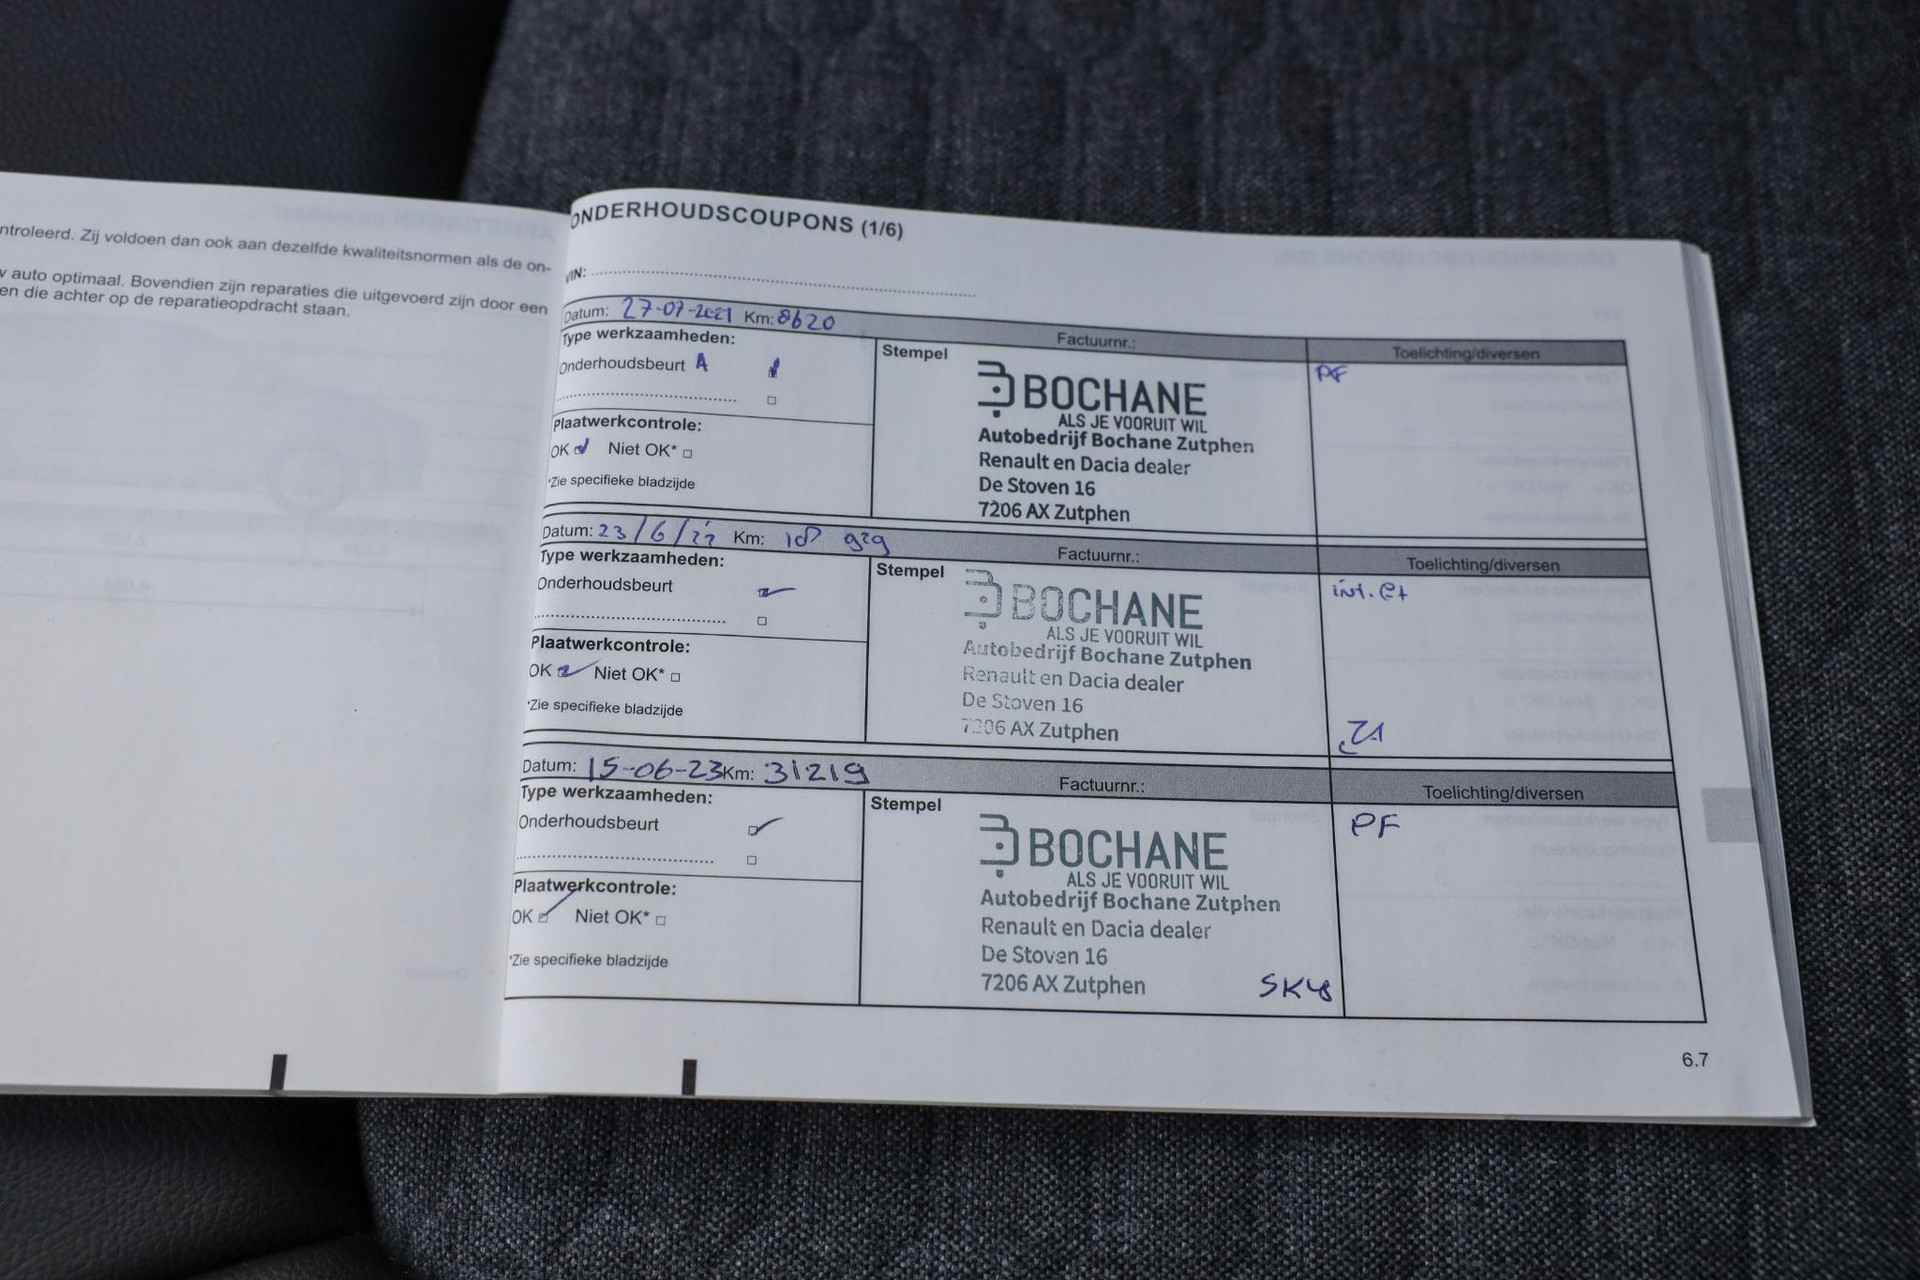 ntroleerd. Zij voldoen dan ook aan dezelfde kwaliteitsnormen als de on-
auto optimaal. Bovendien zijn reparaties die uitgevoerd zijn door een
en die achter op de reparatieopdracht staan.
ONDERHOUDSCOUPONS (1/6)
VIN:
Datum: 27-07-2021 Km: 8620
Factuurnr.:
Toelichting/diversen
Type werkzaamheden:
Onderhoudsbeurt A
Plaatwerkcontrole:
OK Niet OK*
*Zie specifieke bladzijde
Stempel
BOCHANE
ALS JE VOORUIT WIL
Autobedrijf Bochane Zutphen
Renault en Dacia dealer
De Stoven 16
7206 AX Zutphen
PF
Datum: 23/6/22 Km: 18 929
Factuurnr.:
Toelichting/diversen
Type werkzaamheden:
Onderhoudsbeurt
Plaatwerkcontrole:
OK Niet OK*
*Zie specifieke bladzijde
Stempel
BOCHANE
ALS JE VOORUIT WIL
Autobedrijf Bochane Zutphen
Renault en Dacia dealer
De Stoven 16
7206 AX Zutphen
Datum: 15-06-23 Km: 31219
Factuurnr.:
Toelichting/diversen
Type werkzaamheden:
Onderhoudsbeurt
Plaatwerkcontrole:
OK Niet OK*
*Zie specifieke bladzijde
Stempel
BOCHANE
ALS JE VOORUIT WIL
Autobedrijf Bochane Zutphen
Renault en Dacia dealer
De Stoven 16
7206 AX Zutphen
PF
6.7